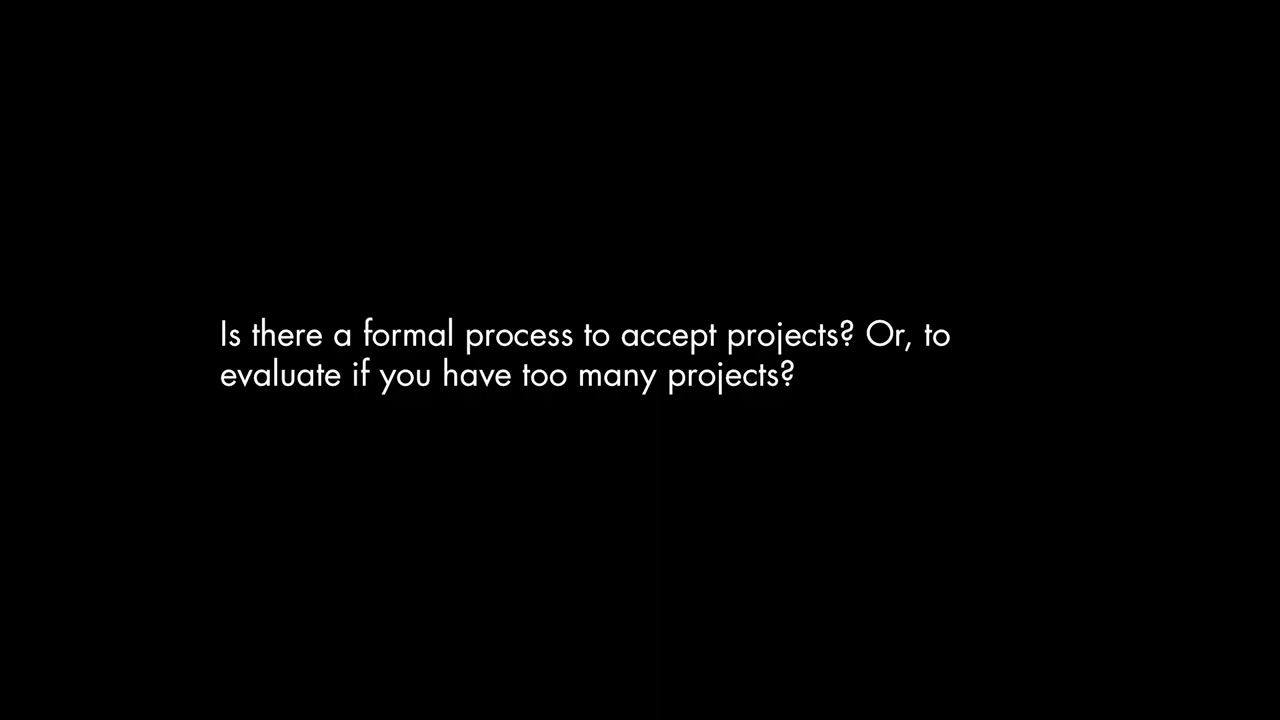 Is there a formal process to accept projects? Or, to
evaluate if you have too many projects?